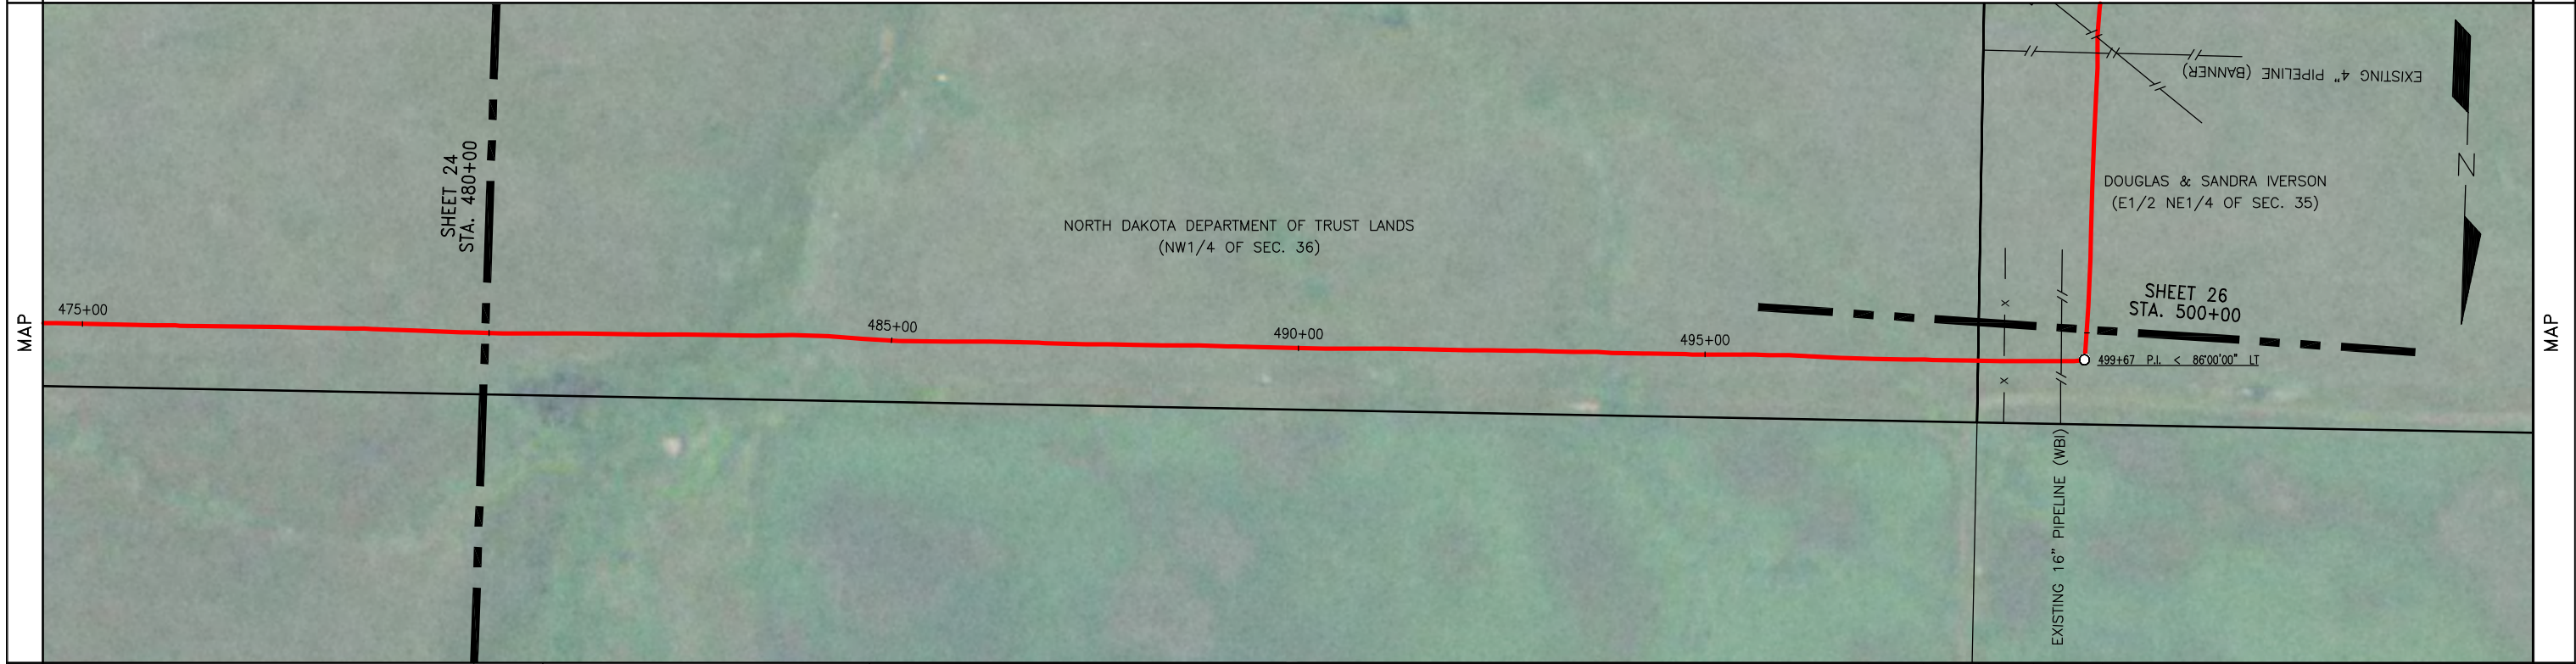 MAP
SHEET 24
STA. 480+00
475+00
NORTH DAKOTA DEPARTMENT OF TRUST LANDS
(NW1/4 OF SEC. 36)
485+00
490+00
495+00
EXISTING 4" PIPELINE (BANNER)
N
DOUGLAS & SANDRA IVERSON
(E1/2 NE1/4 OF SEC. 35)
SHEET 26
STA. 500+00
499+67 P.I. < 86°00'00" LT
EXISTING 16" PIPELINE (WBI)
MAP